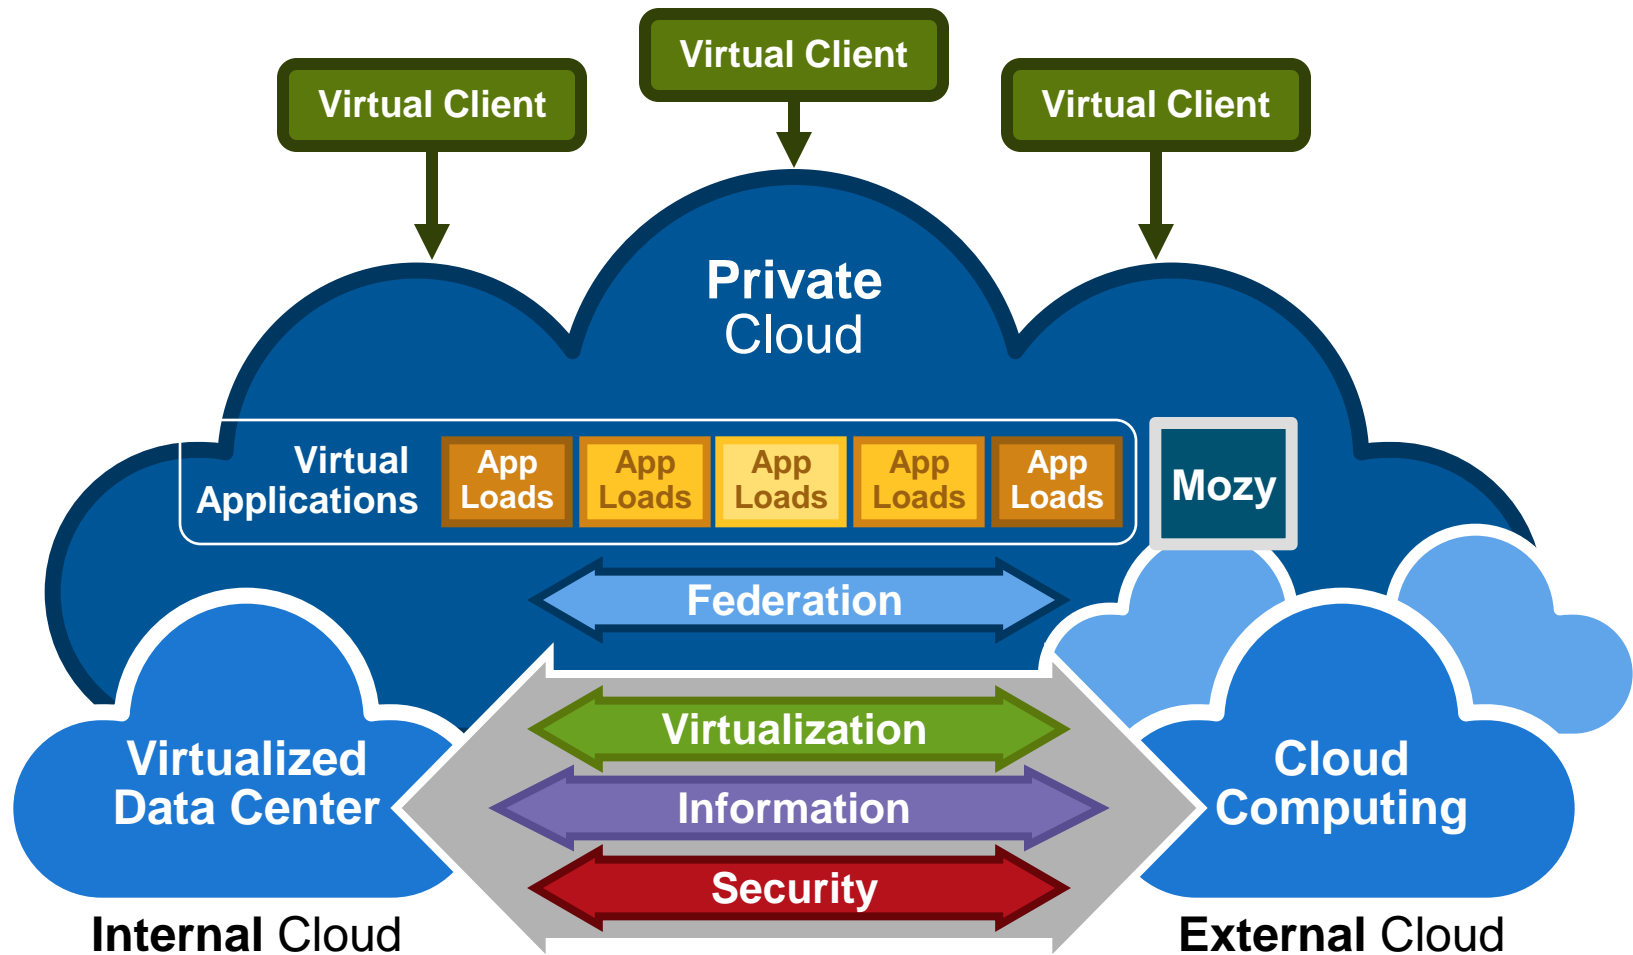 Virtual Client
Virtual Client
Virtual Client
Private
Cloud
Virtual
Applications
App
Loads
App
Loads
App
Loads
App
Loads
App
Loads
Mozy
Federation
Virtualization
Information
Security
Virtualized
Data Center
Cloud
Computing
Internal Cloud
External Cloud